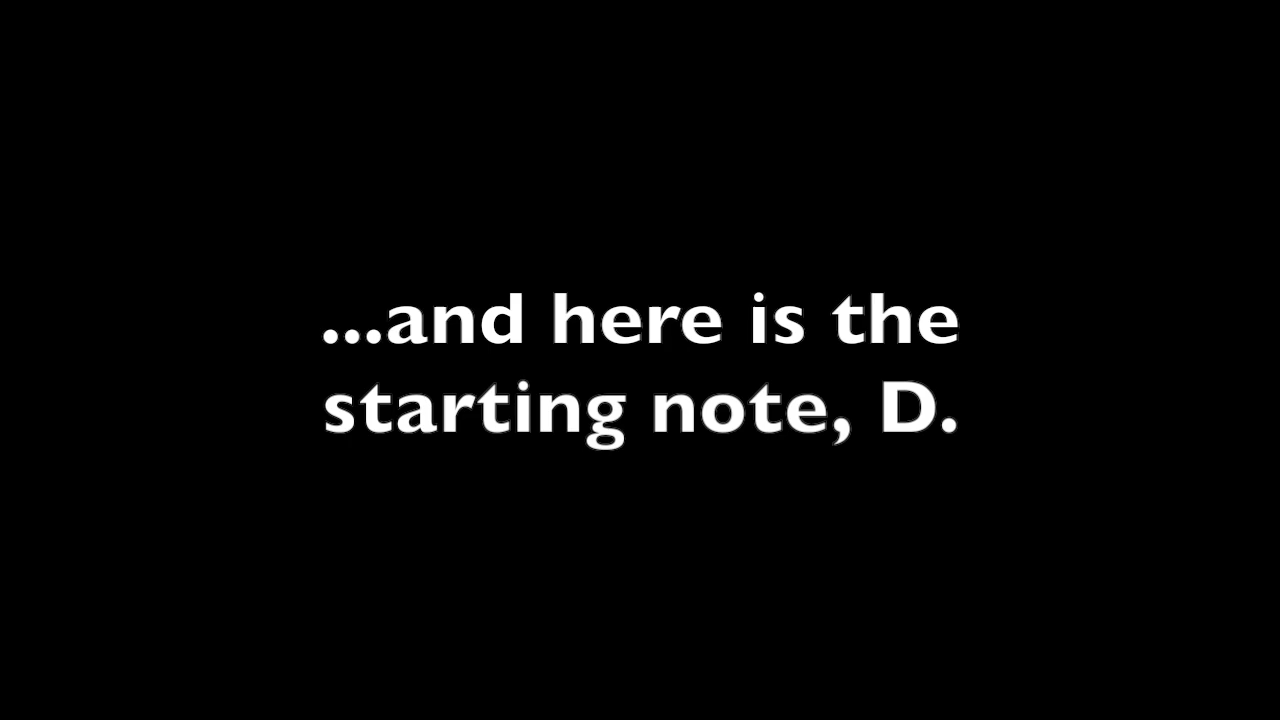 ...and here is the
starting note, D.